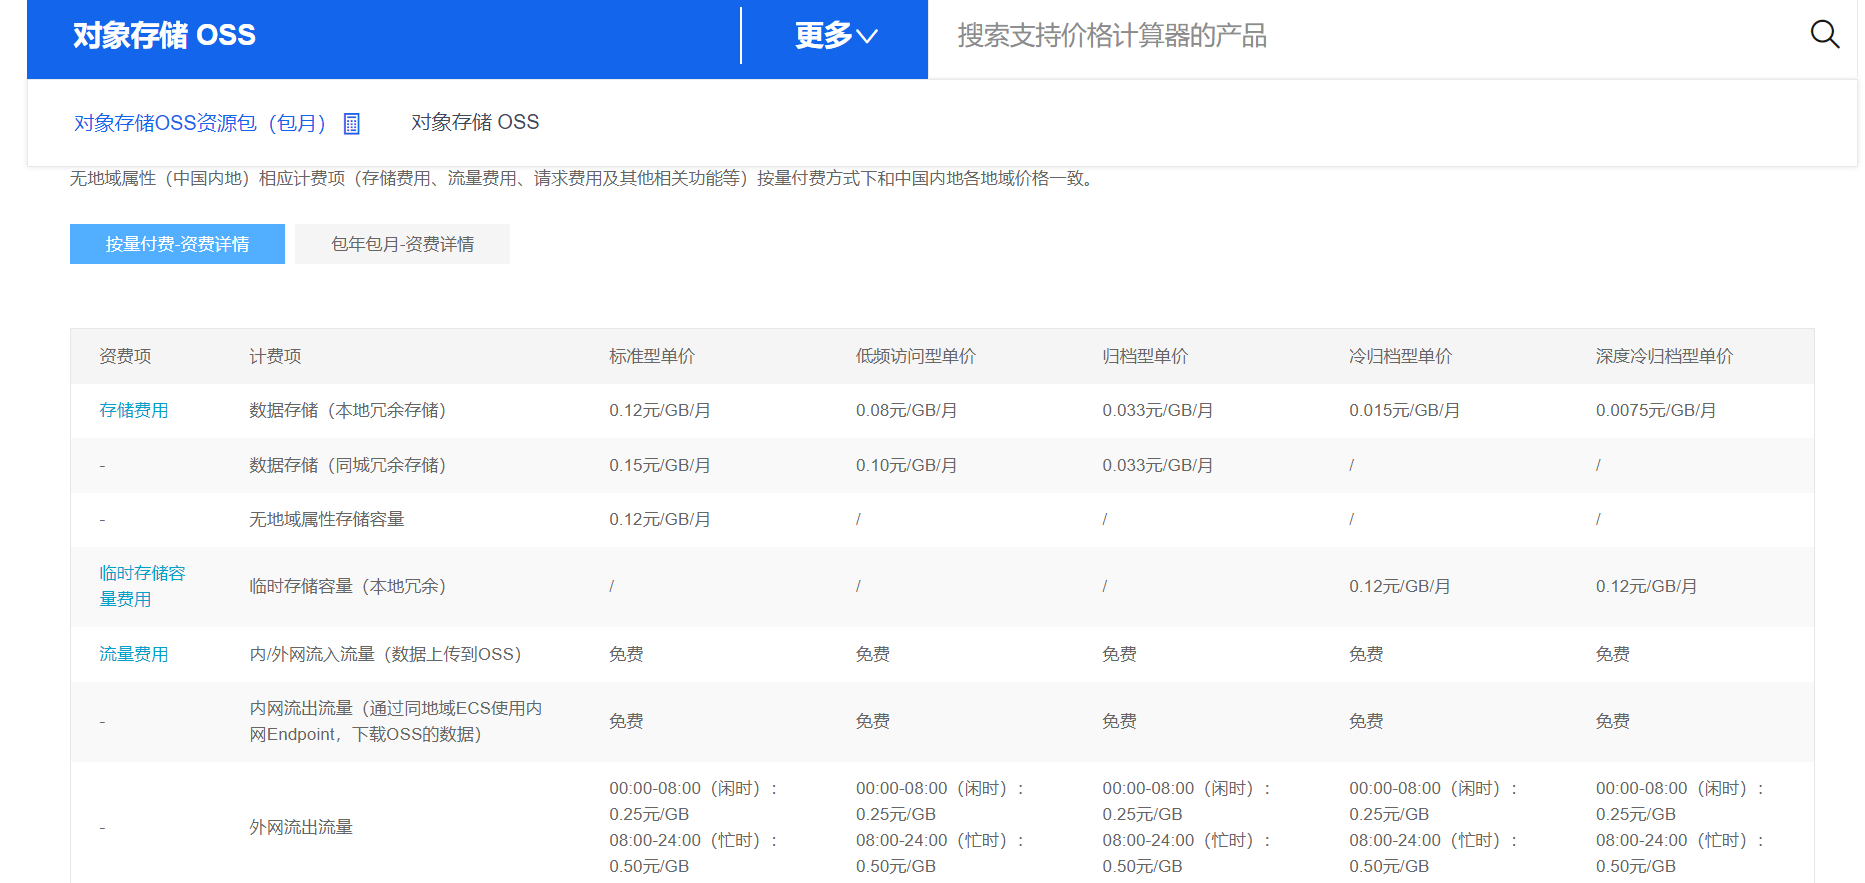 对象存储 OSS
更多
搜索支持价格计算器的产品
对象存储OSS资源包（包月）
对象存储 OSS
无地域属性（中国内地）相应计费项（存储费用、流量费用、请求费用及其他相关功能等）按量付费方式下和中国内地各地域价格一致。
按量付费-资费详情
包年包月-资费详情
资费项 计费项 标准型单价 低频访问型单价 归档型单价 冷归档型单价 深度冷归档型单价
存储费用 数据存储（本地冗余存储） 0.12元/GB/月 0.08元/GB/月 0.033元/GB/月 0.015元/GB/月 0.0075元/GB/月
- 数据存储（同城冗余存储） 0.15元/GB/月 0.10元/GB/月 0.033元/GB/月 / /
- 无地域属性存储容量 0.12元/GB/月 / / / /
临时存储容
量费用
临时存储容量（本地冗余） / / / 0.12元/GB/月 0.12元/GB/月
流量费用 内/外网流入流量（数据上传到OSS） 免费 免费 免费 免费 免费
-
内网流出流量（通过同地域ECS使用内
网Endpoint，下载OSS的数据）
免费 免费 免费 免费 免费
- 外网流出流量
00:00-08:00（闲时）： 00:00-08:00（闲时）： 00:00-08:00（闲时）： 00:00-08:00（闲时）： 00:00-08:00（闲时）：
0.25元/GB 0.25元/GB 0.25元/GB 0.25元/GB 0.25元/GB
08:00-24:00（忙时）： 08:00-24:00（忙时）： 08:00-24:00（忙时）： 08:00-24:00（忙时）： 08:00-24:00（忙时）：
0.50元/GB 0.50元/GB 0.50元/GB 0.50元/GB 0.50元/GB